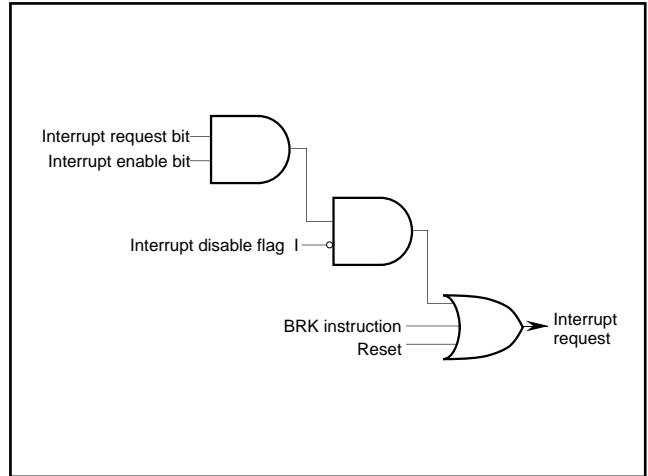 Interrupt request bit
Interrupt enable bit
Interrupt disable flag I
BRK instruction
Reset
Interrupt
request